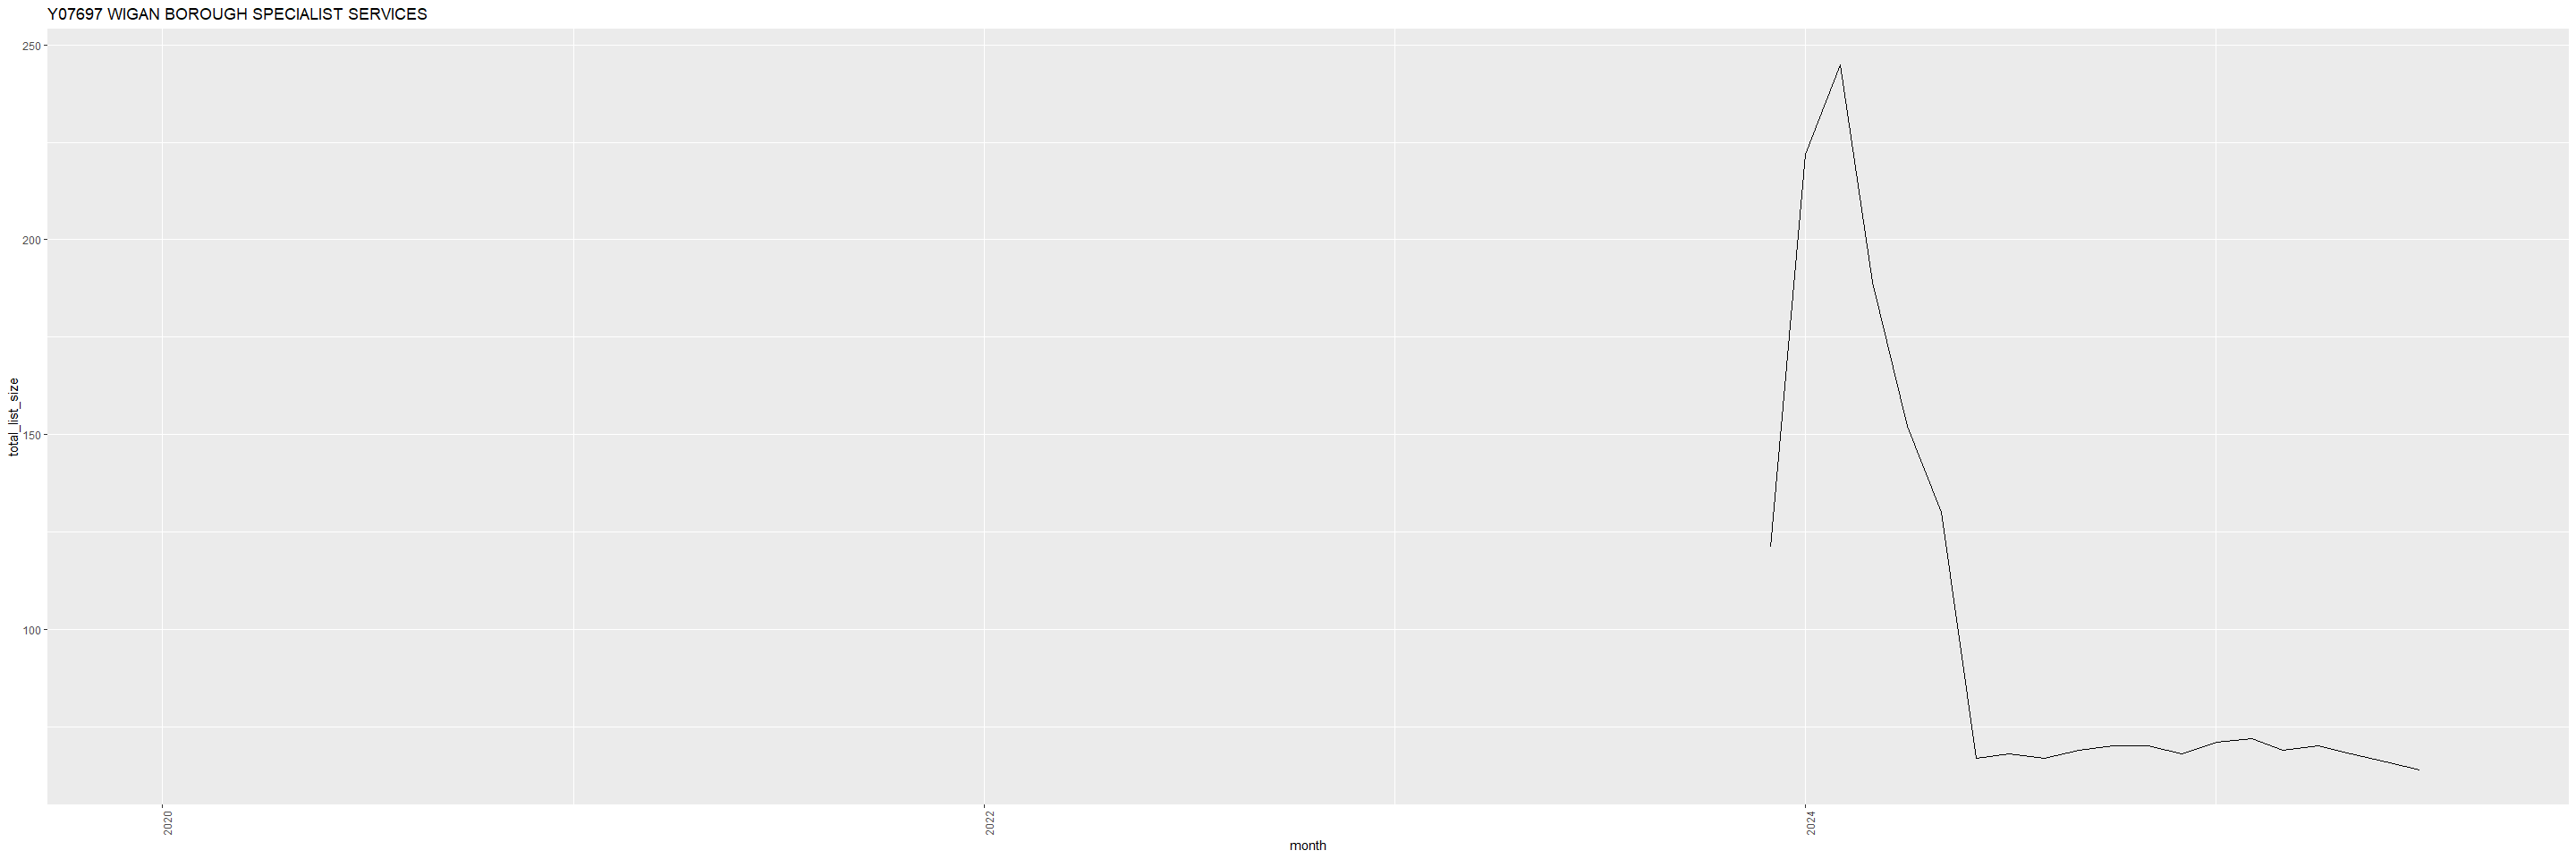 Y07697 WIGAN BOROUGH SPECIALIST SERVICES
250
200
150
100
total_list_size
2020
2022
2024
month